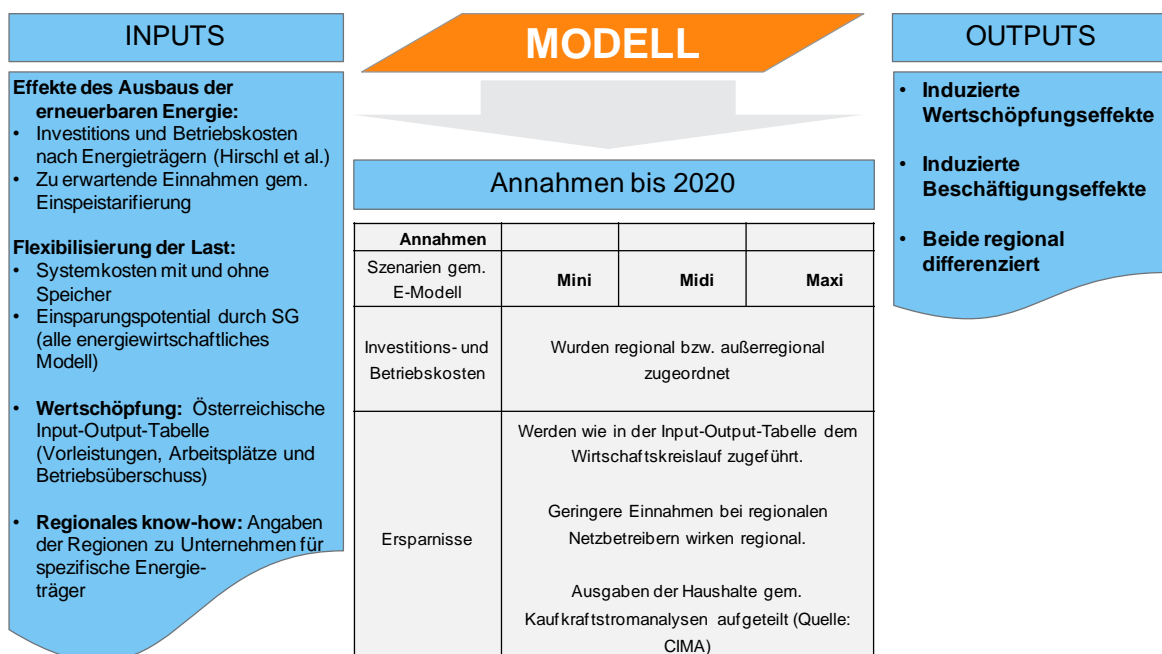 INPUTS
Effekte des Ausbaus der
erneuerbaren Energie:
• Investitions und Betriebskosten
nach Energieträgern (Hirschl et al.)
• Zu erwartende Einnahmen gem.
Einspeistarifierung
Flexibilisierung der Last:
• Systemkosten mit und ohne
Speicher
• Einsparungspotential durch SG
(alle energiewirtschaftliches
Modell)
• Wertschöpfung: Österreichische
Input-Output-Tabelle
(Vorleistungen, Arbeitsplätze und
Betriebsüberschuss)
• Regionales know-how: Angaben
der Regionen zu Unternehmen für
spezifische Energie-
träger
MODELL
Annahmen bis 2020
Annahmen
Szenarien gem.
E-Modell
Mini
Midi
Maxi
Investitions- und
Betriebskosten
Wurden regional bzw. außerregional
zugeordnet
Ersparnisse
Werden wie in der Input-Output-Tabelle dem
Wirtschaftskreislauf zugeführt.
Geringere Einnahmen bei regionalen
Netzbetreibern wirken regional.
Ausgaben der Haushalte gem.
Kaufkraftstromanalysen aufgeteilt (Quelle:
CIMA)
OUTPUTS
• Induzierte
Wertschöpfungseffekte
• Induzierte
Beschäftigungseffekte
• Beide regional
differenziert